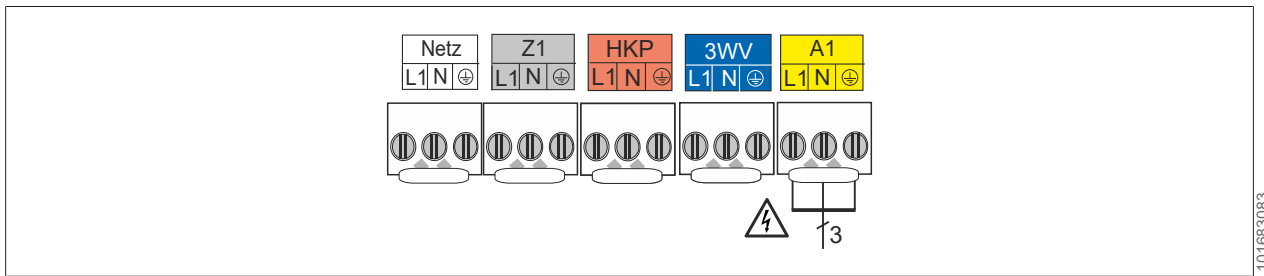 Netz Z1 HKP 3WV A1
L1 N L1 N L1 N L1 N L1 N
3
101683083